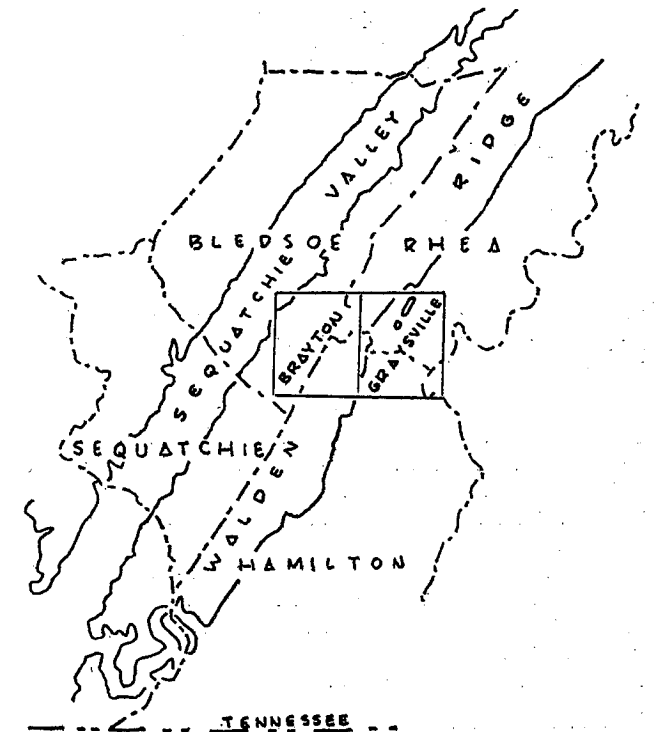 VALLEY
RIDGE
BLEDSOE
RHEA
SEQUATCHIE
BRAYTON
GRAYSVILLE
SEQUATCHIE
WALDEN
HAMILTON
TENNESSEE